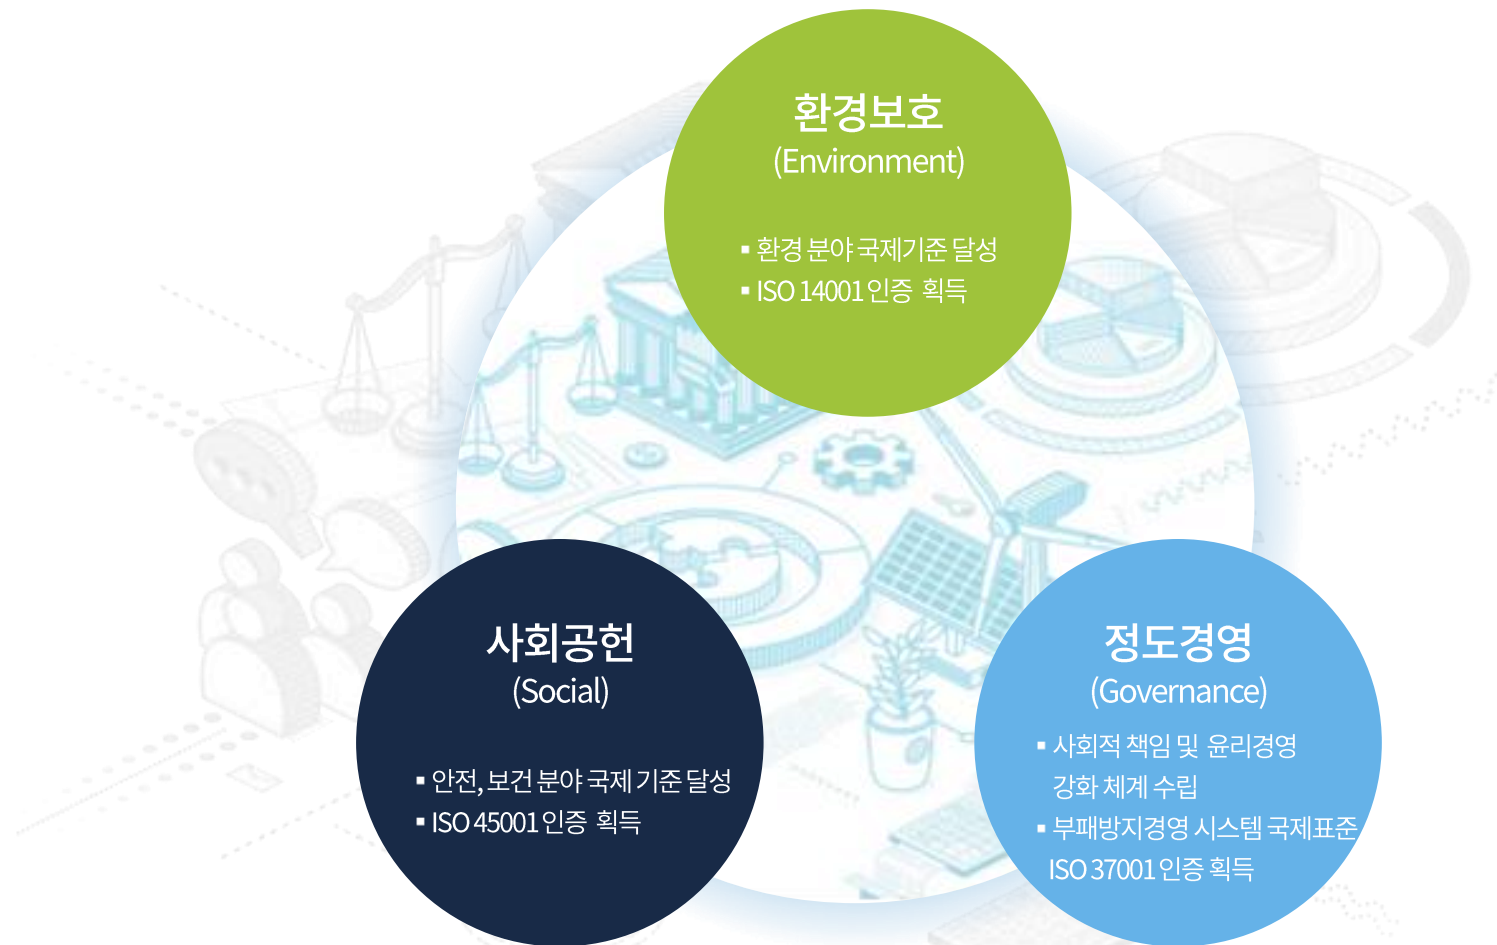 환경보호
(Environment)
▪ 환경 분야 국제기준 달성
▪ ISO 14001 인증 획득
사회공헌
(Social)
▪ 안전, 보건 분야 국제 기준 달성
▪ ISO 45001 인증 획득
정도경영
(Governance)
▪ 사회적 책임 및 윤리경영
강화 체계 수립
▪ 부패방지경영 시스템 국제표준
ISO 37001 인증 획득